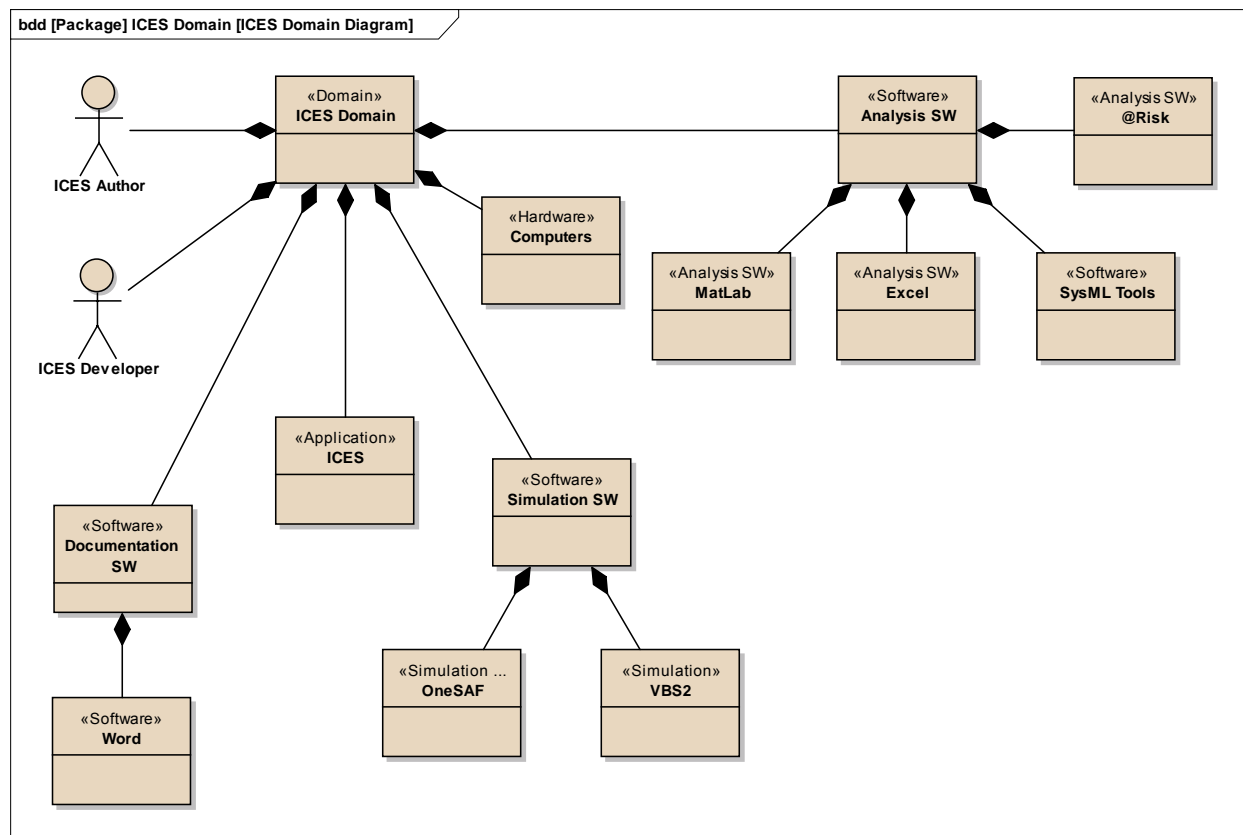 bdd [Package] ICES Domain [ICES Domain Diagram]
ICES Author
«Domain»
ICES Domain
«Software»
Analysis SW
«Analysis SW»
@Risk
«Hardware»
Computers
ICES Developer
«Analysis SW»
MatLab
«Analysis SW»
Excel
«Software»
SysML Tools
«Application»
ICES
«Software»
Simulation SW
«Software»
Documentation
SW
«Simulation ...
OneSAF
«Simulation»
VBS2
«Software»
Word